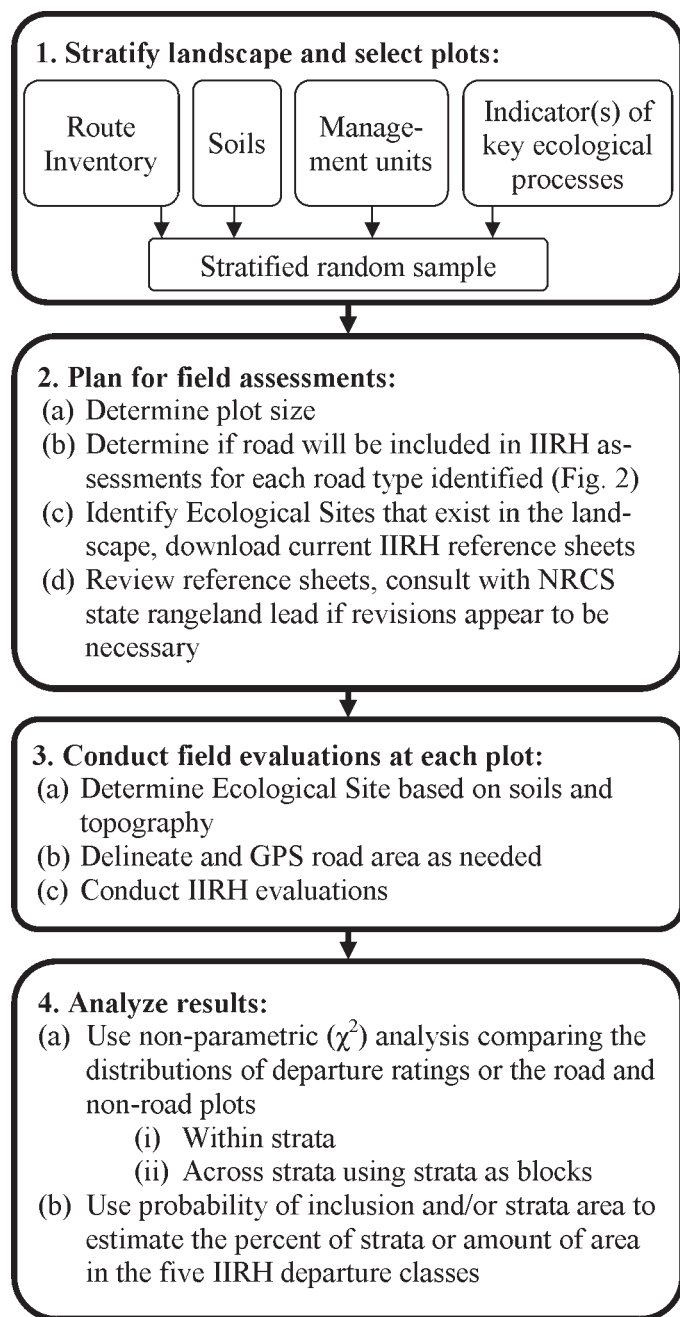 1. Stratify landscape and select plots:
Route
Inventory
Soils
Manage-
ment units
Indicator(s) of
key ecological
processes
Stratified random sample
2. Plan for field assessments:
(a) Determine plot size
(b) Determine if road will be included in IIRH as-
sessments for each road type identified (Fig. 2)
(c) Identify Ecological Sites that exist in the land-
scape, download current IIRH reference sheets
(d) Review reference sheets, consult with NRCS
state rangeland lead if revisions appear to be
necessary
3. Conduct field evaluations at each plot:
(a) Determine Ecological Site based on soils and
topography
(b) Delineate and GPS road area as needed
(c) Conduct IIRH evaluations
4. Analyze results:
(a) Use non-parametric (χ²) analysis comparing the
distributions of departure ratings or the road and
non-road plots
(i) Within strata
(ii) Across strata using strata as blocks
(b) Use probability of inclusion and/or strata area to
estimate the percent of strata or amount of area
in the five IIRH departure classes